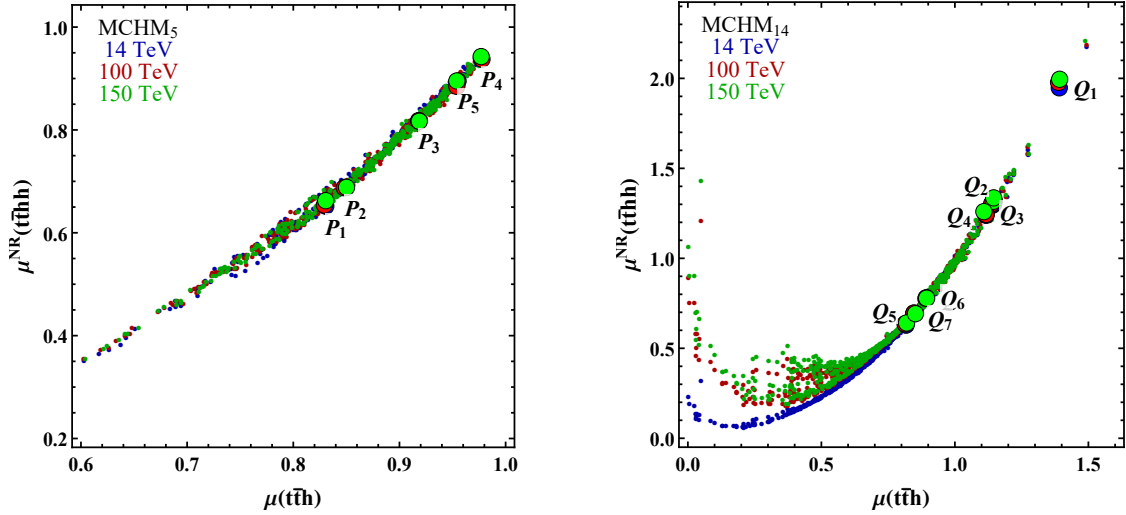 MCHM₅
14 TeV
100 TeV
150 TeV
P₄
P₅
P₃
P₂
P₁
1.0
0.8
0.6
0.4
0.2
0.6 0.7 0.8 0.9 1.0
μ(tt̄h)
μᴺᴿ(tt̄hh)
MCHM₁₄
14 TeV
100 TeV
150 TeV
Q₁
Q₂
Q₄ Q₃
Q₆
Q₅
Q₇
2.0
1.5
1.0
0.5
0.0
0.0 0.5 1.0 1.5
μ(tt̄h)
μᴺᴿ(tt̄hh)